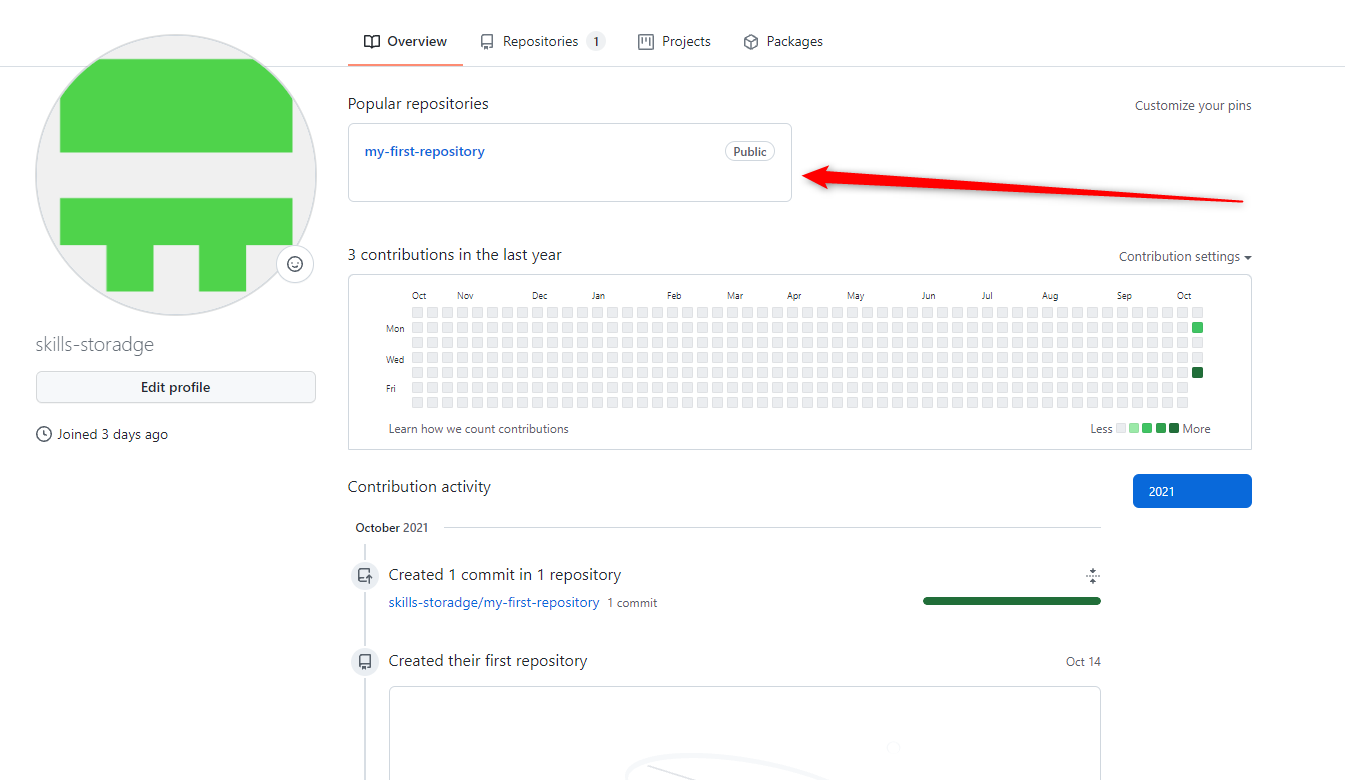 Overview Repositories 1 Projects Packages
Popular repositories
Customize your pins
my-first-repository Public
3 contributions in the last year
Contribution settings
Oct Nov Dec Jan Feb Mar Apr May Jun Jul Aug Sep Oct
Mon
Wed
Fri
Learn how we count contributions
Less More
skills-storadge
Edit profile
Joined 3 days ago
Contribution activity
2021
October 2021
Created 1 commit in 1 repository
skills-storadge/my-first-repository 1 commit
Created their first repository
Oct 14